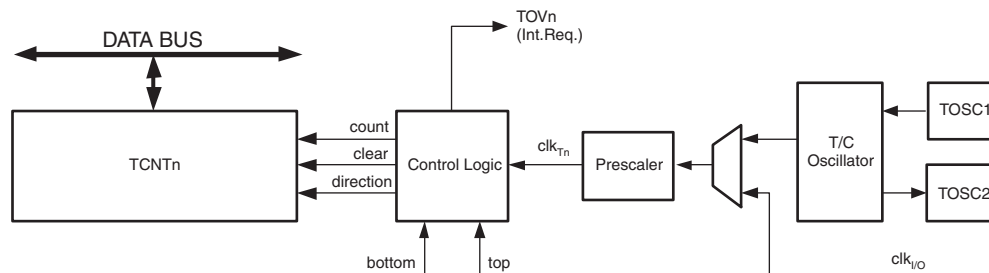 TOVn
(Int.Req.)
DATA BUS
TCNTn
count
clear
direction
Control Logic
clkTn
Prescaler
T/C
Oscillator
TOSC1
TOSC2
bottom
top
clkI/O